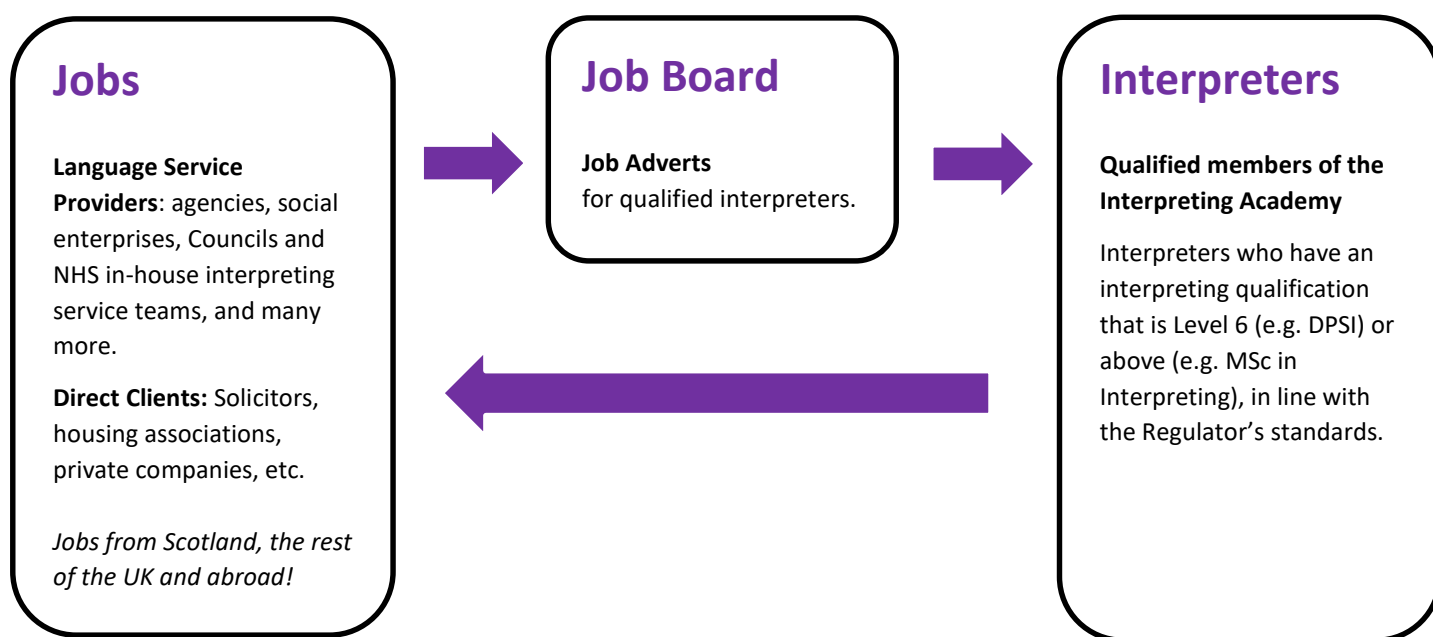 Jobs
Language Service
Providers: agencies, social
enterprises, Councils and
NHS in-house interpreting
service teams, and many
more.
Direct Clients: Solicitors,
housing associations,
private companies, etc.
Jobs from Scotland, the rest
of the UK and abroad!
Job Board
Job Adverts
for qualified interpreters.
Interpreters
Qualified members of the
Interpreting Academy
Interpreters who have an
interpreting qualification
that is Level 6 (e.g. DPSI) or
above (e.g. MSc in
Interpreting), in line with
the Regulator’s standards.